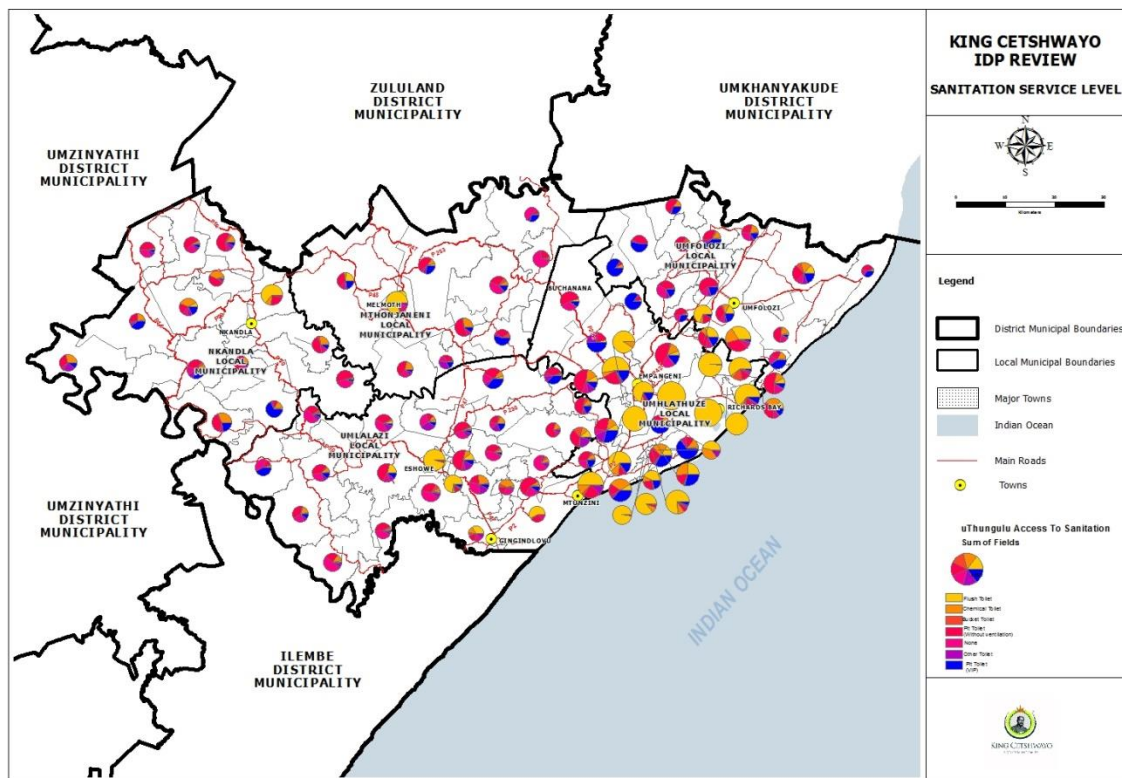 KING CETSHWAYO
IDP REVIEW
SANITATION SERVICE LEVEL
N
W
E
S
Kilometers
Legend
District Municipal Boundaries
Local Municipal Boundaries
Major Towns
Indian Ocean
Main Roads
Towns
uThungulu Access To Sanitation
Sum of Fields
Flush Toilet
Chemical Toilet
Bucket Toilet
Pit Toilet
(Without ventilation)
None
Other Toilet
Pit Toilet
(VIP)
KING CETSHWAYO
ZULULAND
DISTRICT
MUNICIPALITY
UMKHANYAKUDE
DISTRICT
MUNICIPALITY
UMZINYATHI
DISTRICT
MUNICIPALITY
UMFOLOZI
LOCAL
MUNICIPALITY
UMFOLOZI
BUCHANANA
MELMOTH
MTHONJANENI
LOCAL
MUNICIPALITY
NKANDLA
NKANDLA
LOCAL
MUNICIPALITY
EMPANGENI
UMHLATHUZE
LOCAL
MUNICIPALITY
RICHARDS BAY
UMLALAZI
LOCAL
MUNICIPALITY
ESHOWE
MTUNZINI
GINGINDLOVU
UMZINYATHI
DISTRICT
MUNICIPALITY
ILEMBE
DISTRICT
MUNICIPALITY
INDIAN OCEAN